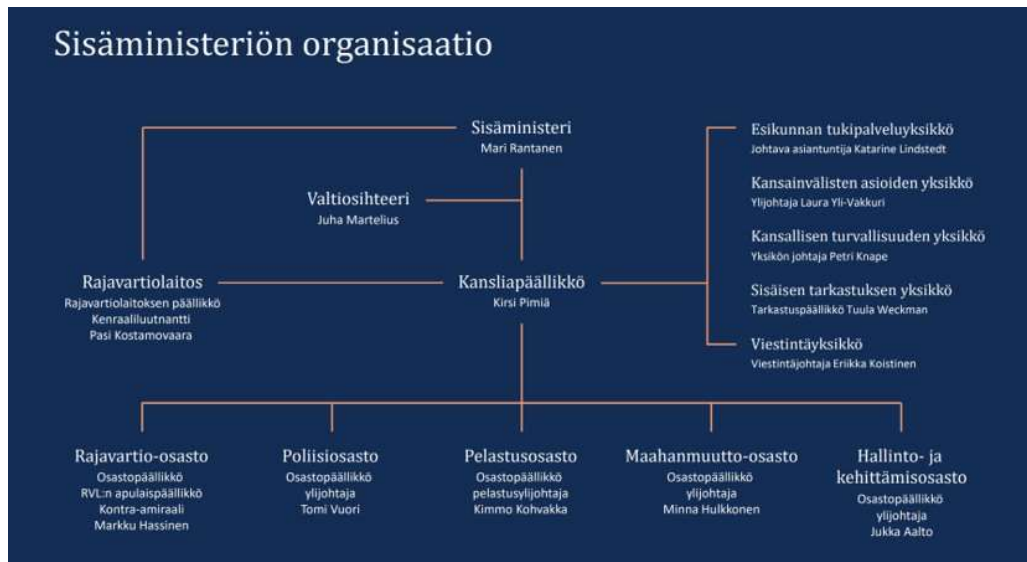 Sisäministeriön organisaatio
Sisäministeri
Mari Rantanen
Valtiosihteeri
Juha Martelius
Rajavartiolaitos
Rajavartiolaitoksen päällikkö
Kenraaliluutnantti
Pasi Kostamovaara
Kansliapäällikkö
Kirsi Pimiä
Esikunnan tukipalveluyksikkö
Johtava asiantuntija Katarine Lindstedt
Kansainvälisten asioiden yksikkö
Ylijohtaja Laura Yli-Vakkuri
Kansallisen turvallisuuden yksikkö
Yksikön johtaja Petri Knape
Sisäisen tarkastuksen yksikkö
Tarkastuspäällikkö Tuula Weckman
Viestintäyksikkö
Viestintäjohtaja Eriikka Koistinen
Rajavartio-osasto
Osastopäällikkö
RVL:n apulaispäällikkö
Kontra-amiraali
Markku Hassinen
Poliisiosasto
Osastopäällikkö
ylijohtaja
Tomi Vuori
Pelastusosasto
Osastopäällikkö
pelastusylijohtaja
Kimmo Kohvakka
Maahanmuutto-osasto
Osastopäällikkö
ylijohtaja
Minna Hulkkonen
Hallinto- ja
kehittämisosasto
Osastopäällikkö
ylijohtaja
Jukka Aalto